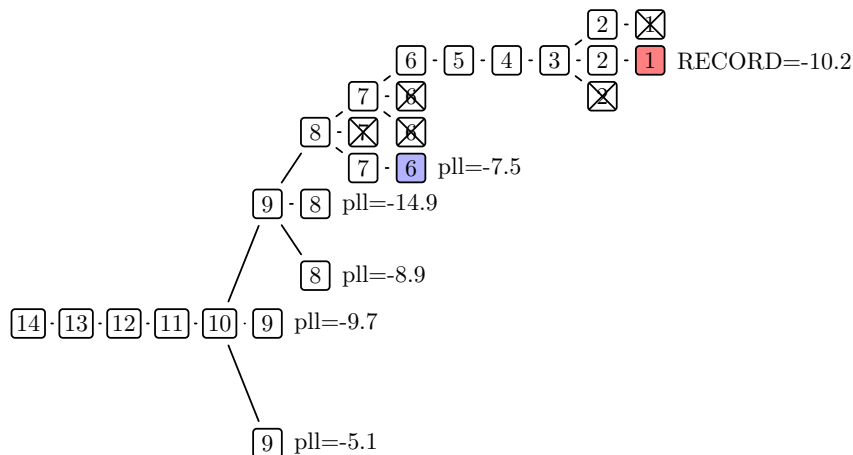 2 1
6 5 4 3 2 1 RECORD=-10.2
7 6 2
8 7 6
7 6 pll=-7.5
9 8 pll=-14.9
8 pll=-8.9
14 13 12 11 10 9 pll=-9.7
9 pll=-5.1